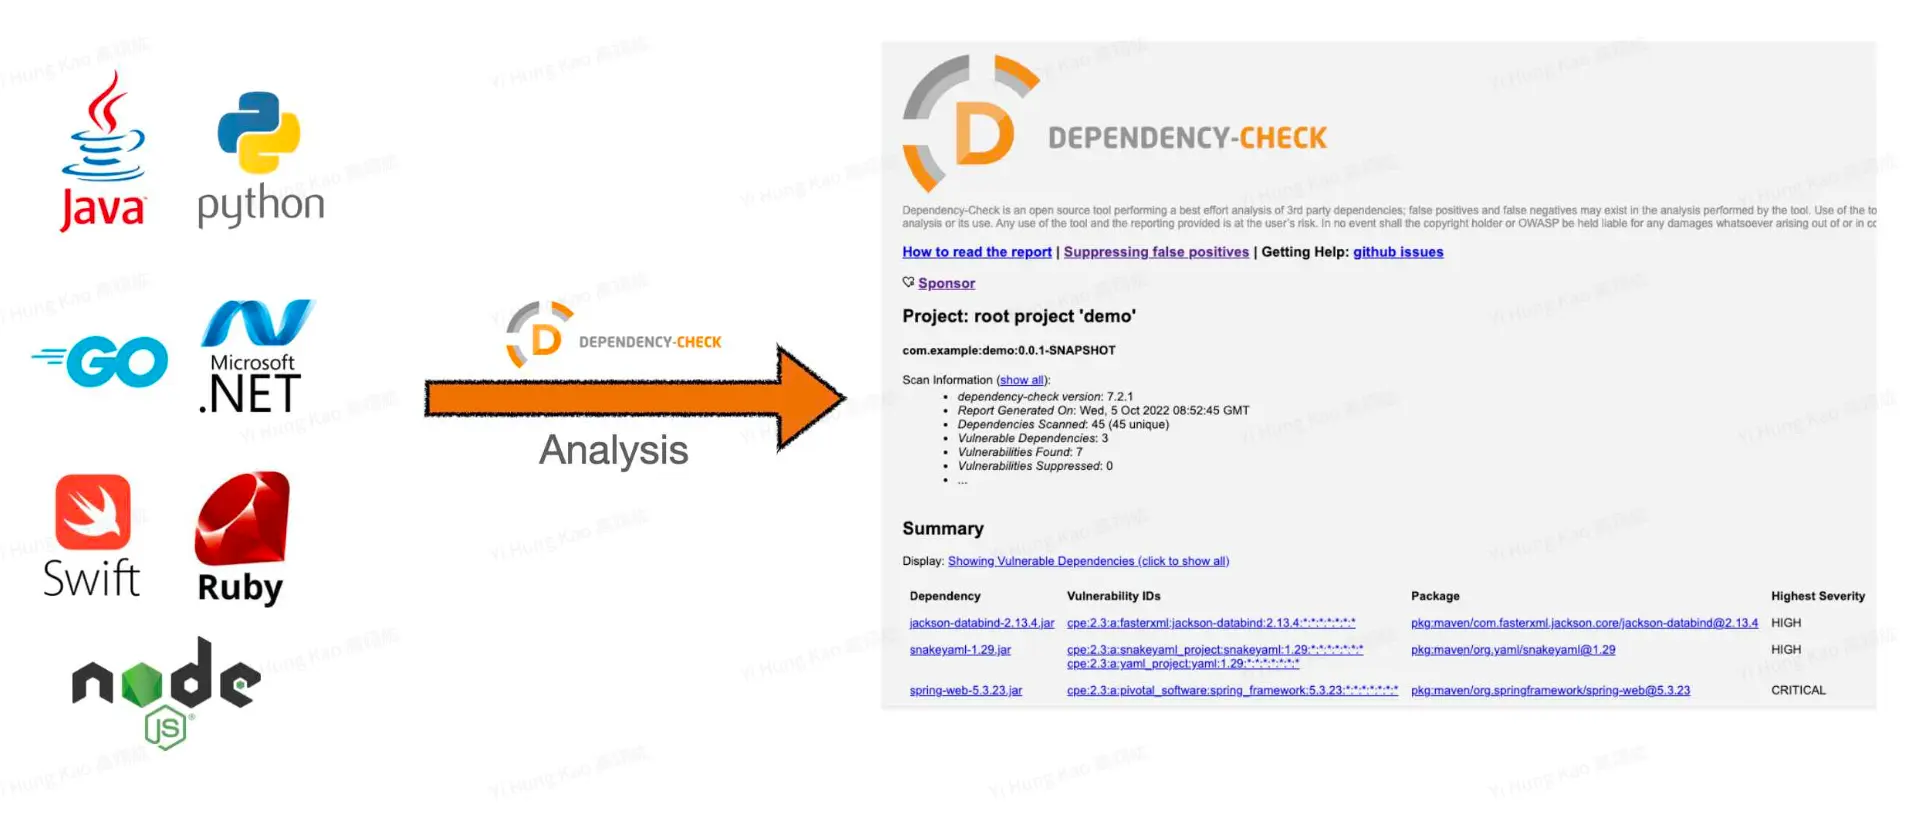 Java
python
GO
Microsoft
.NET
Swift
Ruby
node
JS
DEPENDENCY-CHECK
Analysis
D DEPENDENCY-CHECK
Dependency-Check is an open source tool performing a best effort analysis of 3rd party dependencies; false positives and false negatives may exist in the analysis performed by the tool. Use of the to
analysis or its use. Any use of the tool and the reporting provided is at the user's risk. In no event shall the copyright holder or OWASP be held liable for any damages whatsoever arising out of or in cc
How to read the report | Suppressing false positives | Getting Help: github issues
Sponsor
Project: root project 'demo'
com.example:demo:0.0.1-SNAPSHOT
Scan Information (show all):
• dependency-check version: 7.2.1
• Report Generated On: Wed, 5 Oct 2022 08:52:45 GMT
• Dependencies Scanned: 45 (45 unique)
• Vulnerable Dependencies: 3
• Vulnerabilities Found: 7
• Vulnerabilities Suppressed: 0
• ...
Summary
Display: Showing Vulnerable Dependencies (click to show all)
Dependency Vulnerability IDs Package Highest Severity
jackson-databind-2.13.4.jar cpe:2.3:a:fasterxml:jackson-databind:2.13.4:*:*:*:*:*:*:* pkg:maven/com.fasterxml.jackson.core/jackson-databind@2.13.4 HIGH
snakeyaml-1.29.jar cpe:2.3:a:snakeyaml_project:snakeyaml:1.29:*:*:*:*:*:*:* pkg:maven/org.yaml/snakeyaml@1.29 HIGH
cpe:2.3:a:yaml_project:yaml:1.29:*:*:*:*:*:*:*
spring-web-5.3.23.jar cpe:2.3:a:pivotal_software:spring_framework:5.3.23:*:*:*:*:*:*:* pkg:maven/org.springframework/spring-web@5.3.23 CRITICAL
Yi Hung Kao